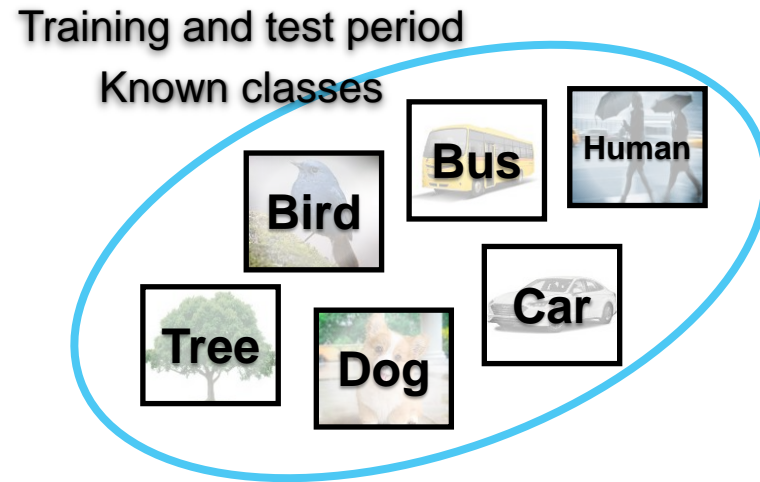 Training and test period
Known classes
Bus
Human
Bird
Car
Tree
Dog